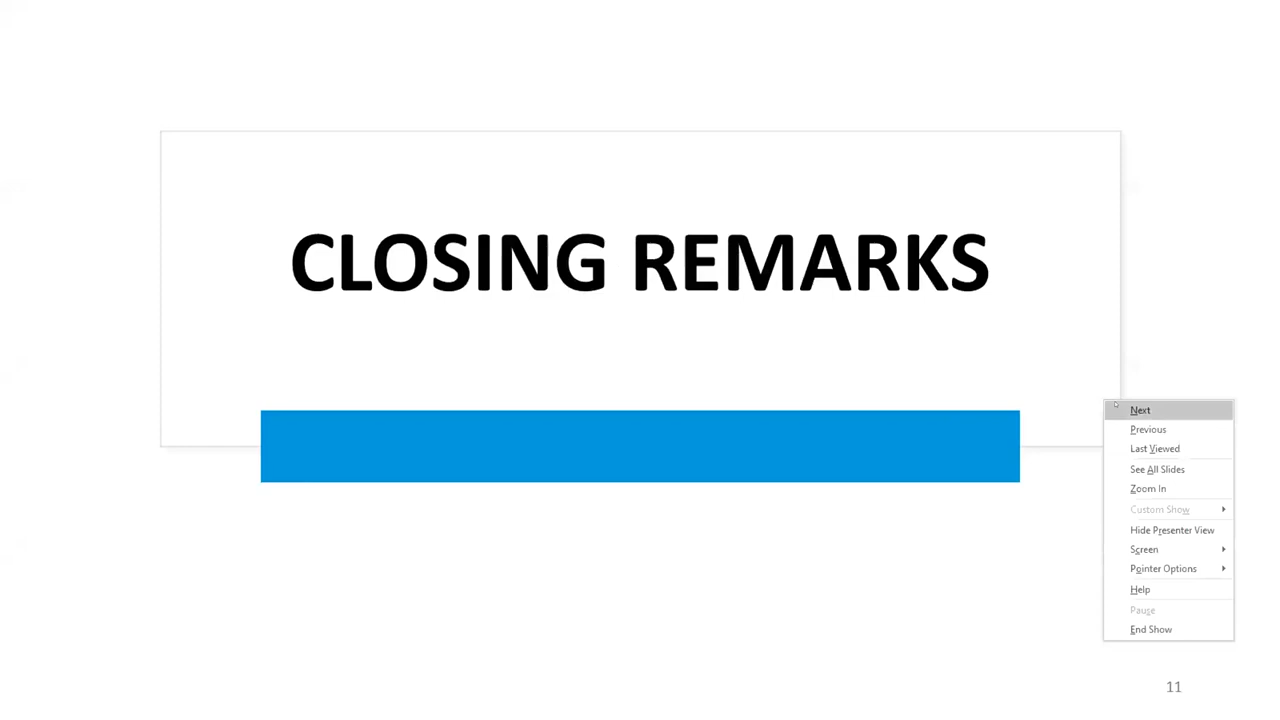 CLOSING REMARKS
Next
Previous
Last Viewed
See All Slides
Zoom In
Custom Show
Hide Presenter View
Screen
Pointer Options
Help
Pause
End Show
11